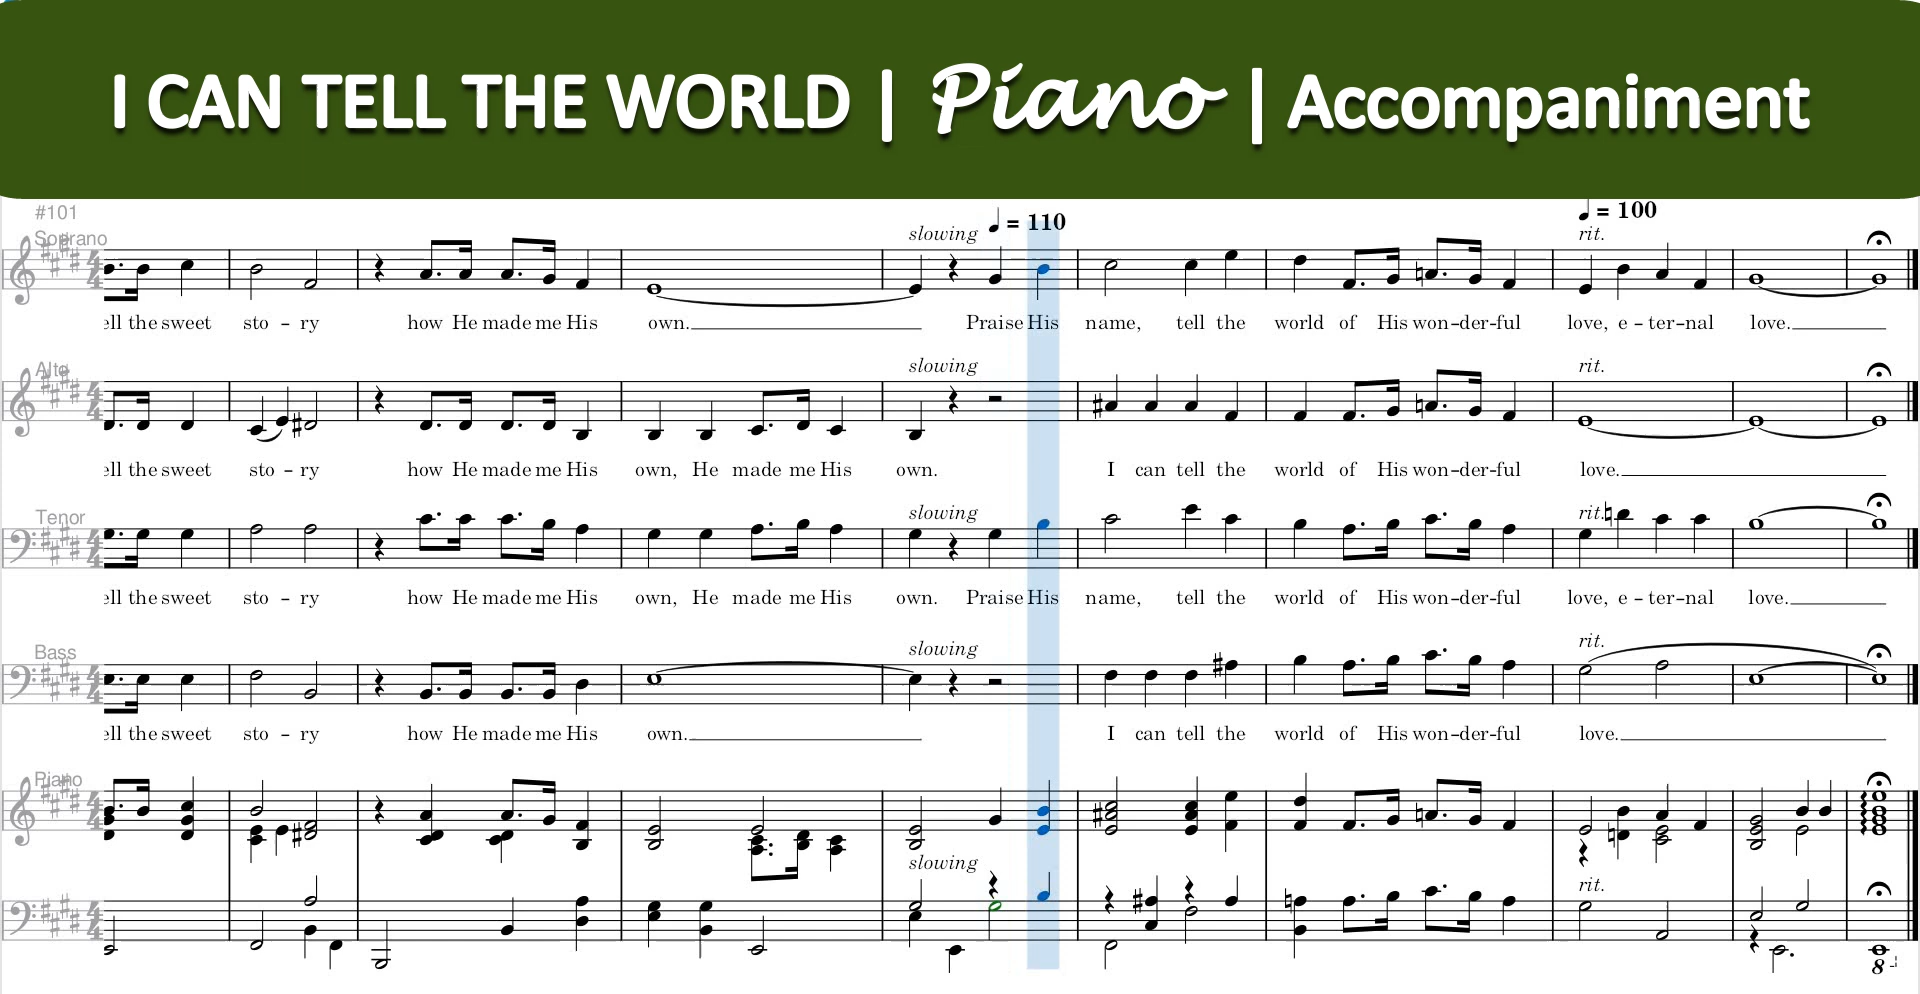 I CAN TELL THE WORLD | Piano | Accompaniment
#101
= 110
= 100
Soprano
slowing
rit.
ell the sweet sto - ry how He made me His own. Praise His name, tell the world of His won-der-ful love, e - ter-nal love.
Alto
slowing
rit.
ell the sweet sto - ry how He made me His own, He made me His own. I can tell the world of His won-der-ful love.
Tenor
slowing
rit.
ell the sweet sto - ry how He made me His own, He made me His own. Praise His name, tell the world of His won-der-ful love, e - ter-nal love.
Bass
slowing
rit.
ell the sweet sto - ry how He made me His own. I can tell the world of His won-der-ful love.
Piano
slowing
rit.
8